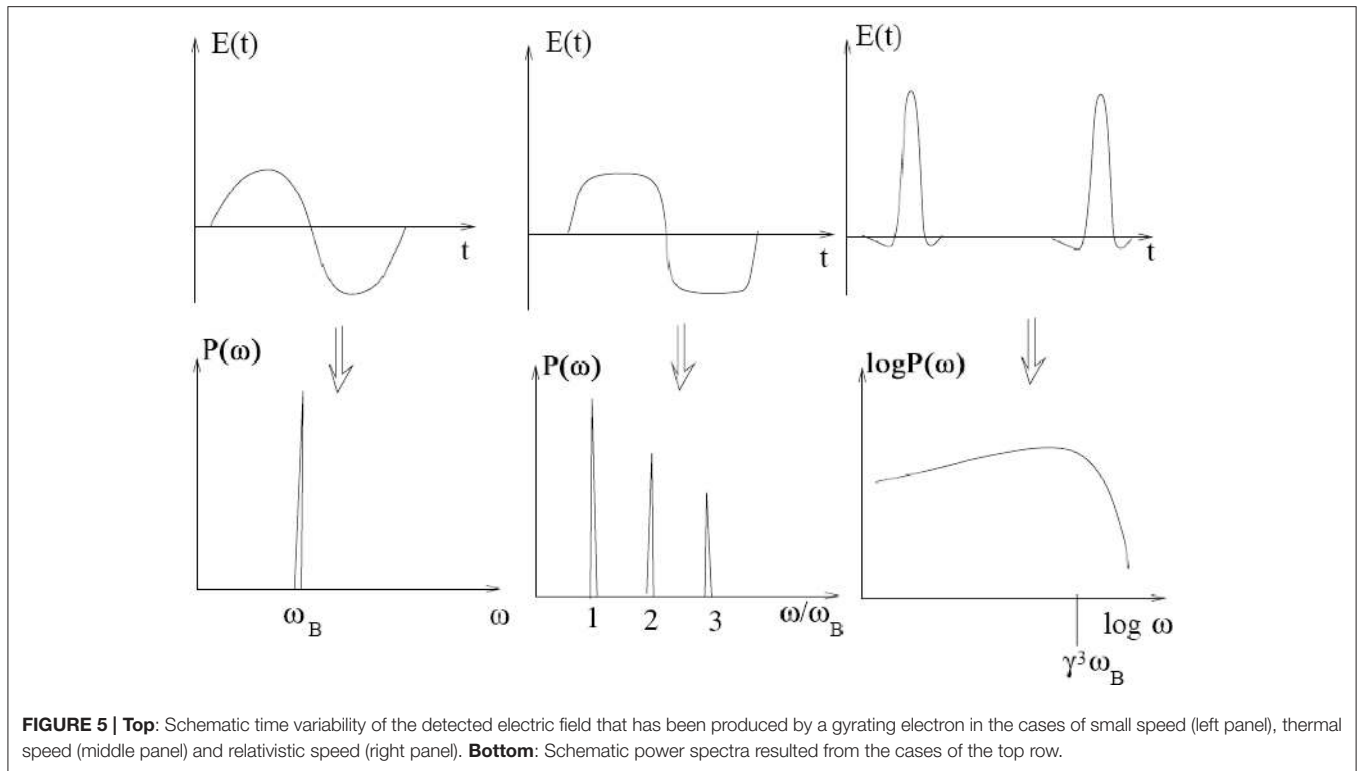 E(t)
t
E(t)
t
E(t)
t
P(ω)
ω_B
ω
P(ω)
1 2 3
ω/ω_B
logP(ω)
log ω
γ³ω_B
FIGURE 5 | Top: Schematic time variability of the detected electric field that has been produced by a gyrating electron in the cases of small speed (left panel), thermal
speed (middle panel) and relativistic speed (right panel). Bottom: Schematic power spectra resulted from the cases of the top row.